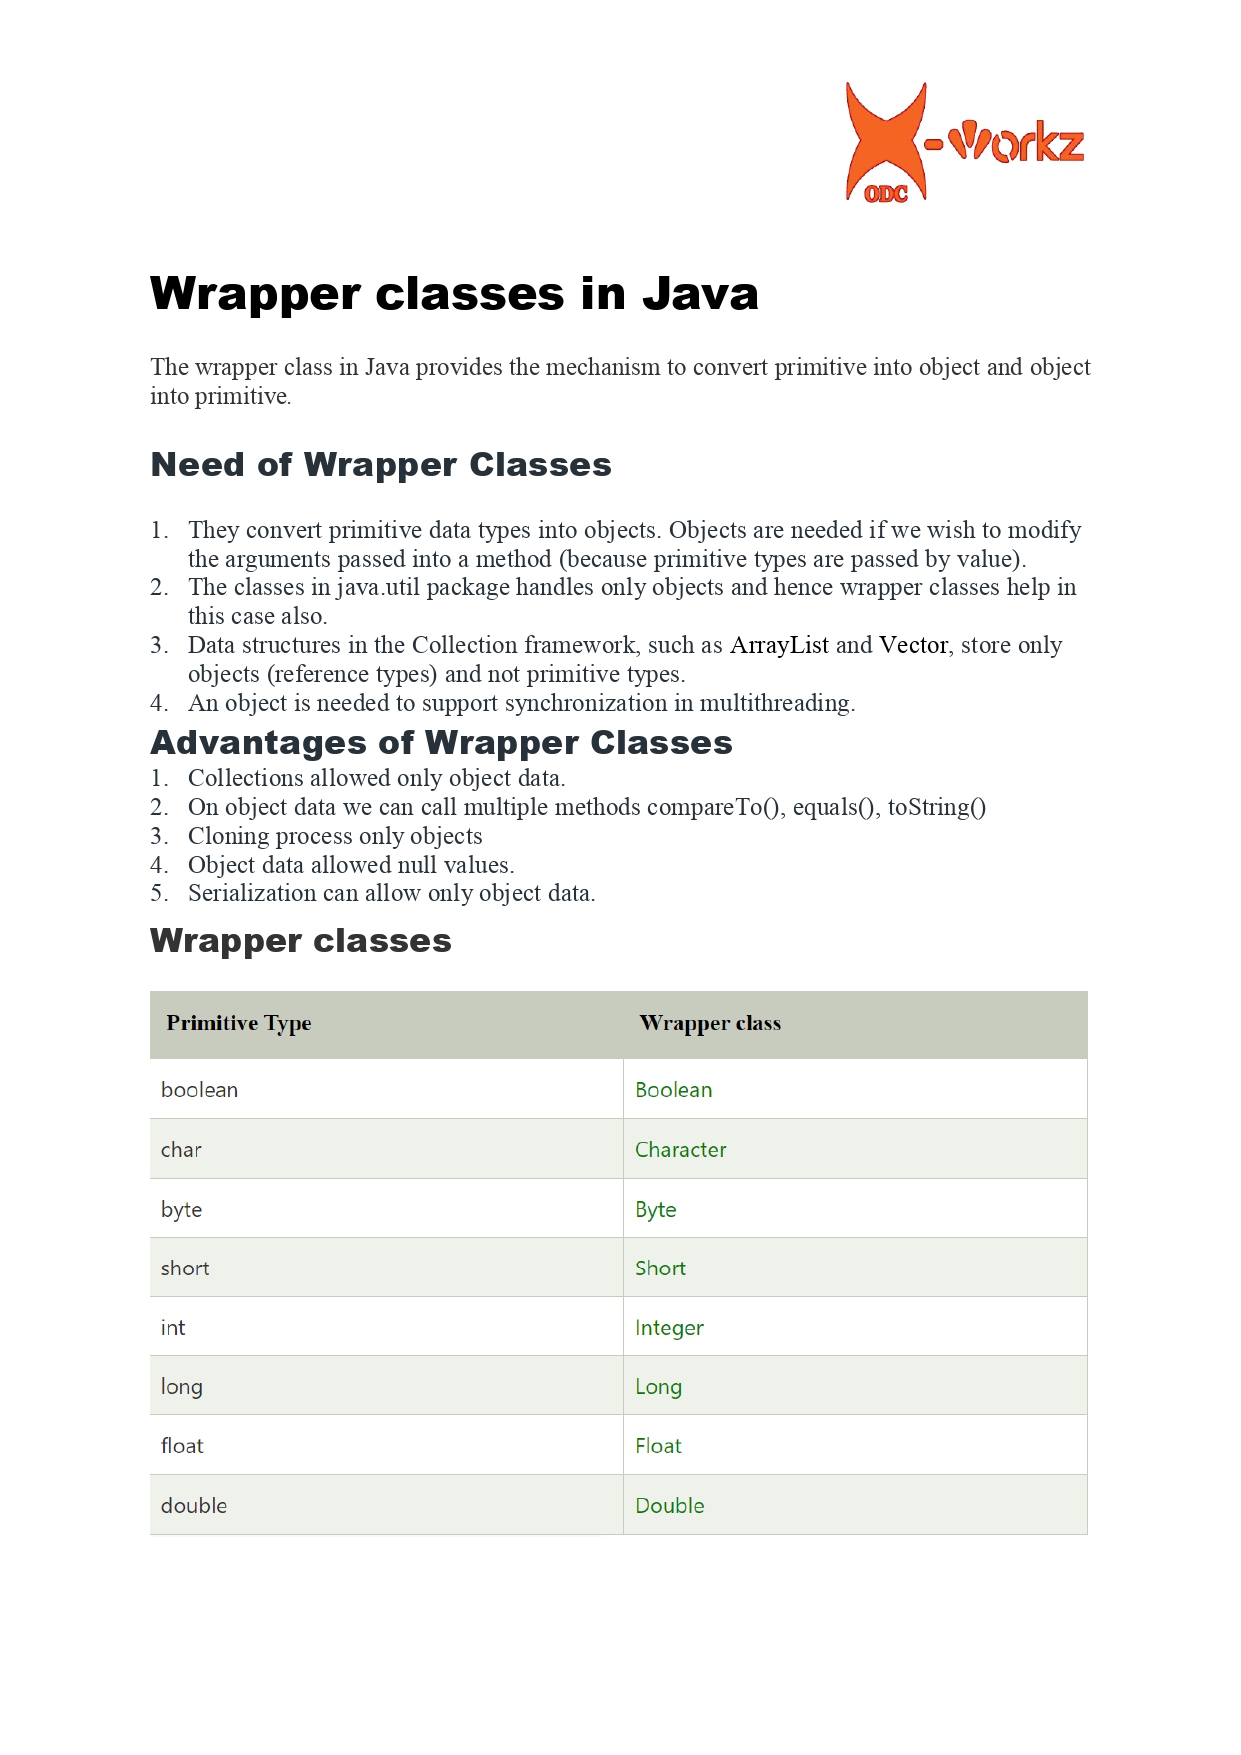 X-workz
ODC
Wrapper classes in Java
The wrapper class in Java provides the mechanism to convert primitive into object and object
into primitive.
Need of Wrapper Classes
1. They convert primitive data types into objects. Objects are needed if we wish to modify
the arguments passed into a method (because primitive types are passed by value).
2. The classes in java.util package handles only objects and hence wrapper classes help in
this case also.
3. Data structures in the Collection framework, such as ArrayList and Vector, store only
objects (reference types) and not primitive types.
4. An object is needed to support synchronization in multithreading.
Advantages of Wrapper Classes
1. Collections allowed only object data.
2. On object data we can call multiple methods compareTo(), equals(), toString()
3. Cloning process only objects
4. Object data allowed null values.
5. Serialization can allow only object data.
Wrapper classes
Primitive Type Wrapper class
boolean Boolean
char Character
byte Byte
short Short
int Integer
long Long
float Float
double Double